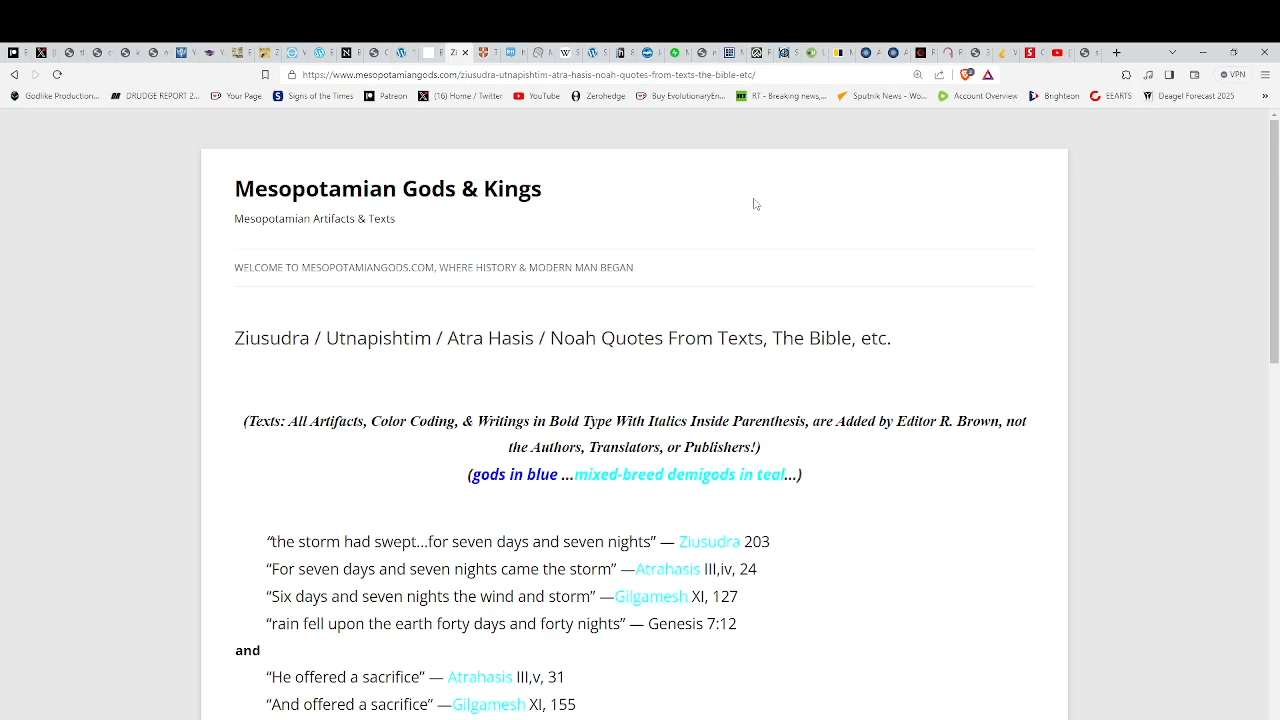 https://www.mesopotamiangods.com/ziusudra-utnapishtim-atra-hasis-noah-quotes-from-texts-the-bible-etc/
VPN
Godlike Production... DRUDGE REPORT 2... Your Page Signs of the Times Patreon (16) Home / Twitter YouTube Zerohedge Buy EvolutionaryEn... RT - Breaking news,... Sputnik News - Wo... Account Overview Brighteon EEARTS Deagel Forecast 2025 »
Mesopotamian Gods & Kings
Mesopotamian Artifacts & Texts
WELCOME TO MESOPOTAMIANGODS.COM, WHERE HISTORY & MODERN MAN BEGAN
Ziusudra / Utnapishtim / Atra Hasis / Noah Quotes From Texts, The Bible, etc.
(Texts: All Artifacts, Color Coding, & Writings in Bold Type With Italics Inside Parenthesis, are Added by Editor R. Brown, not
the Authors, Translators, or Publishers!)
(gods in blue …mixed-breed demigods in teal…)
“the storm had swept…for seven days and seven nights” — Ziusudra 203
“For seven days and seven nights came the storm” —Atrahasis III,iv, 24
“Six days and seven nights the wind and storm” —Gilgamesh XI, 127
“rain fell upon the earth forty days and forty nights” — Genesis 7:12
and
“He offered a sacrifice” — Atrahasis III,v, 31
“And offered a sacrifice” —Gilgamesh XI, 155